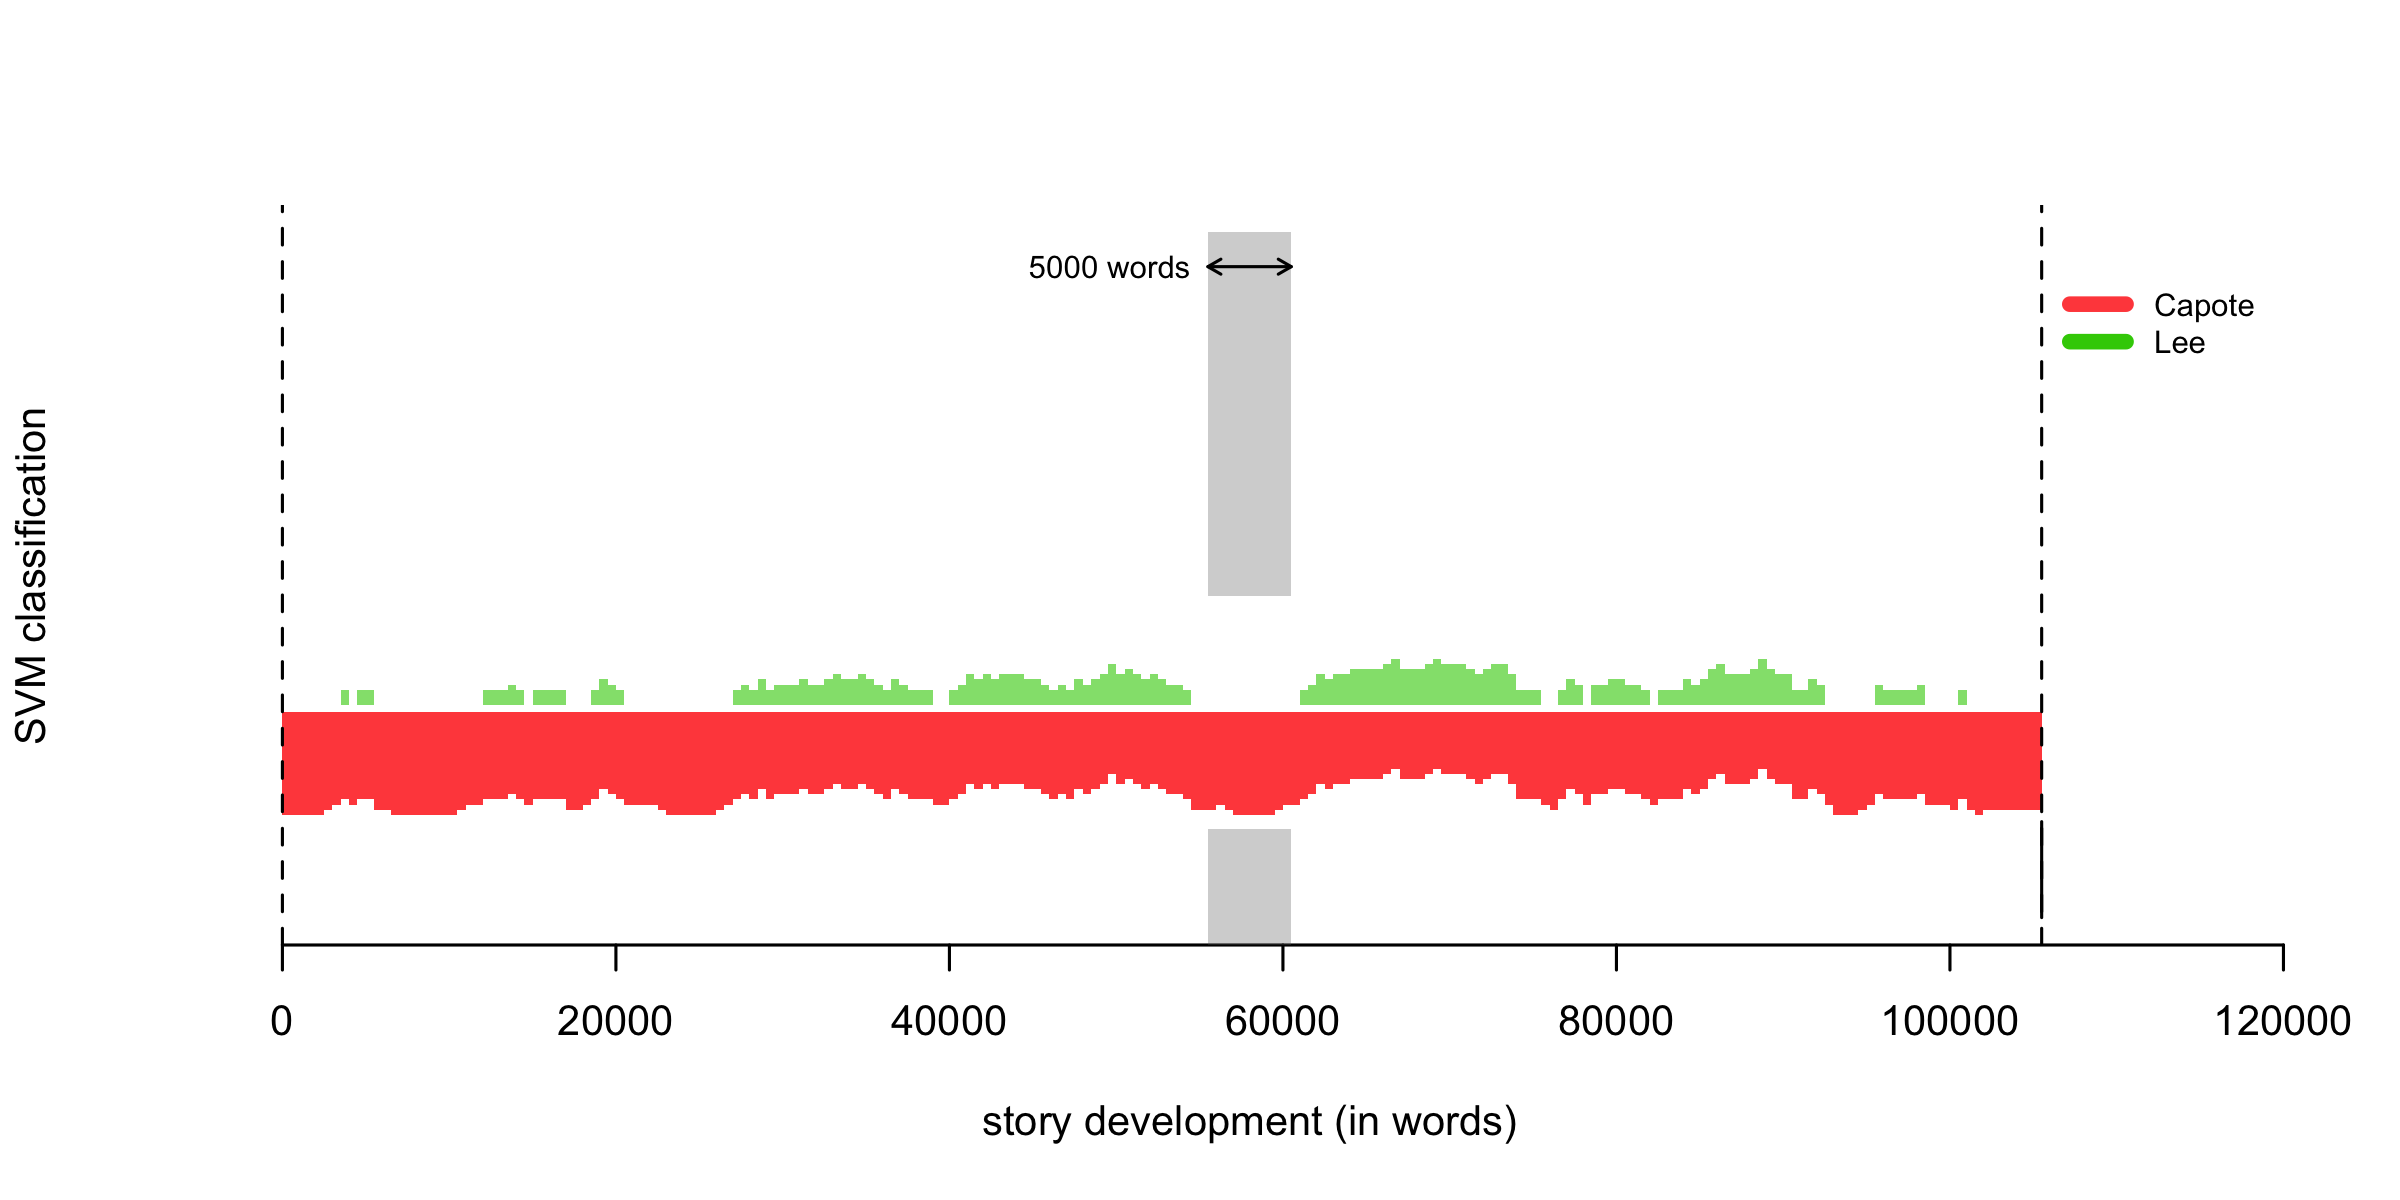 5000 words
Capote
Lee
SVM classification
0 20000 40000 60000 80000 100000 120000
story development (in words)